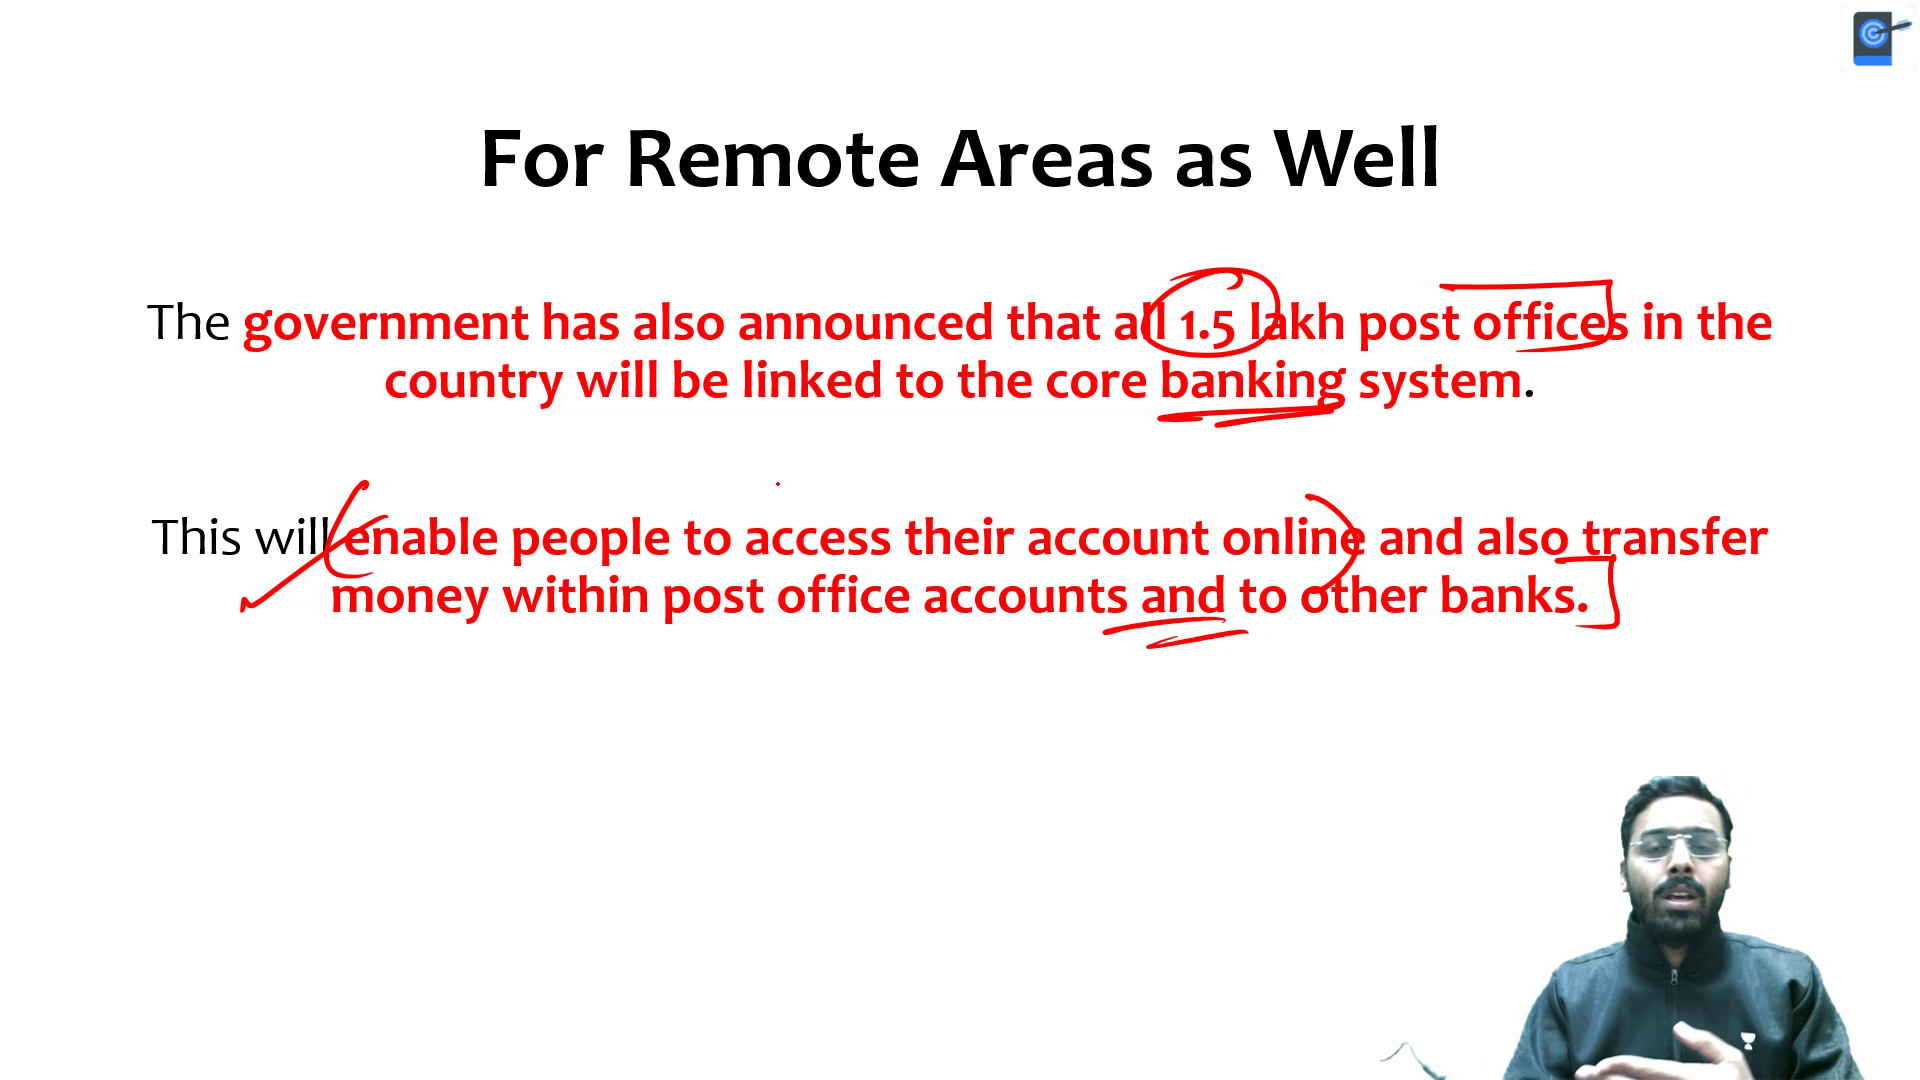 For Remote Areas as Well
The government has also announced that all 1.5 lakh post offices in the
country will be linked to the core banking system.
This will enable people to access their account online and also transfer
money within post office accounts and to other banks.